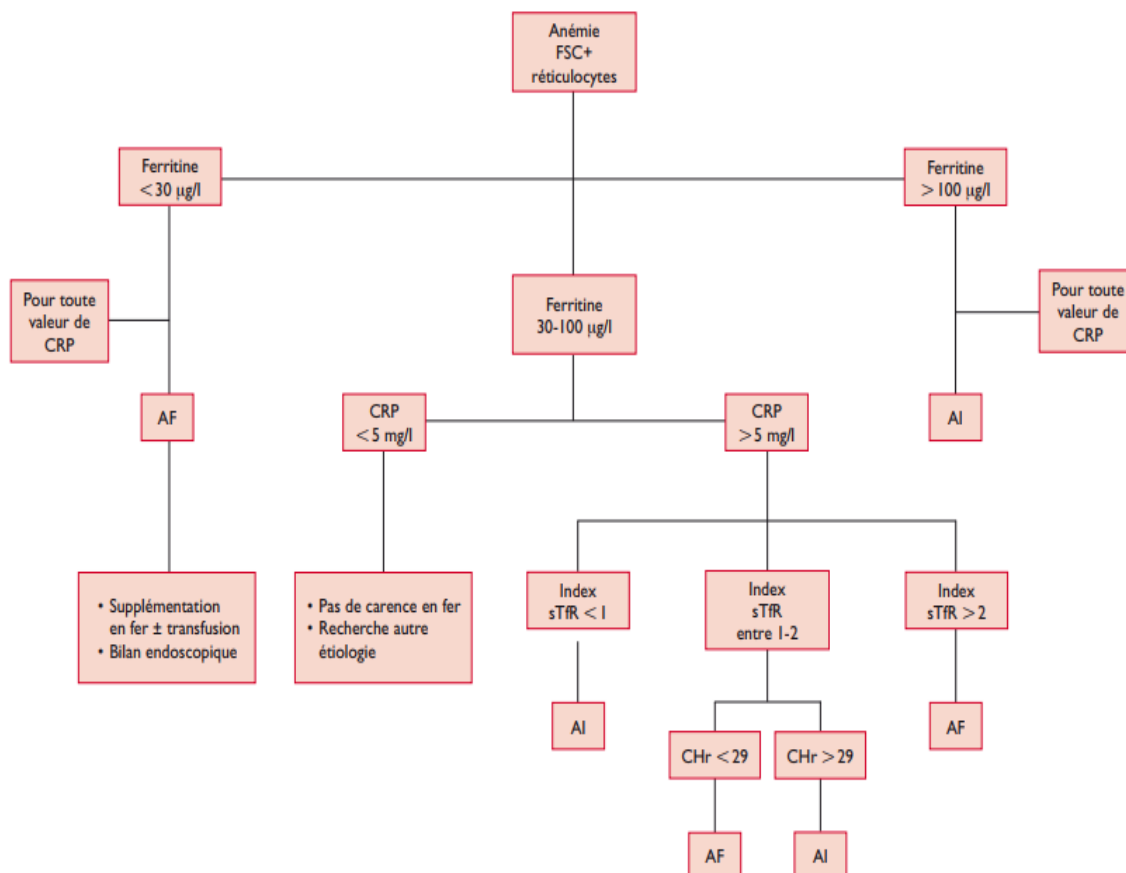 Anémie
FSC+
réticulocytes
Ferritine
<30 µg/l
Ferritine
>100 µg/l
Pour toute
valeur de
CRP
Ferritine
30-100 µg/l
Pour toute
valeur de
CRP
AF
CRP
<5 mg/l
CRP
>5 mg/l
AI
• Supplémentation
en fer ± transfusion
• Bilan endoscopique
• Pas de carence en fer
• Recherche autre
étiologie
Index
sTfR <1
Index
sTfR
entre 1-2
Index
sTfR >2
AI
CHr <29
CHr >29
AF
AF
AI